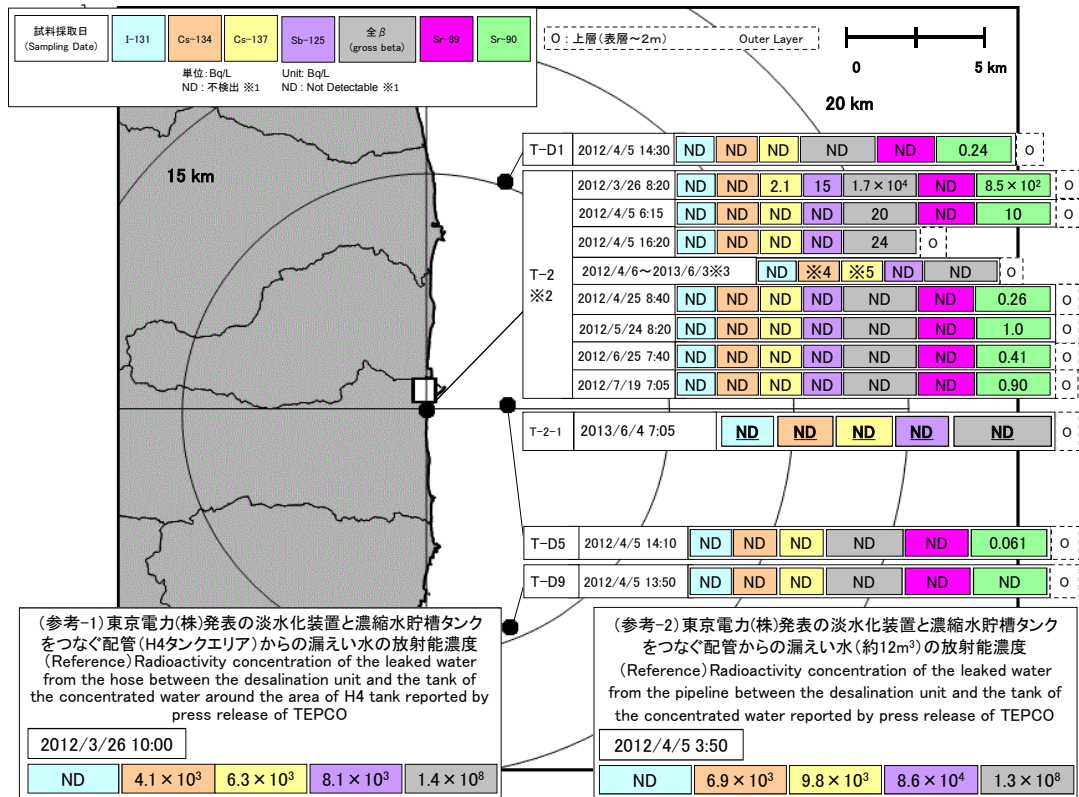 試料採取日 I-131 Cs-134 Cs-137 Sb-125 全β Sr-89 Sr-90
(Sampling Date) (gross beta)
単位: Bq/L Unit: Bq/L
ND : 不検出 ※1 ND : Not Detectable ※1
O : 上層(表層～2m) Outer Layer
0 5 km
20 km
15 km
T-D1 2012/4/5 14:30 ND ND ND ND ND 0.24 O
T-2
※2
2012/3/26 8:20 ND ND 2.1 15 1.7×10⁴ ND 8.5×10² O
2012/4/5 6:15 ND ND ND ND 20 ND 10 O
2012/4/5 16:20 ND ND ND ND 24 O
2012/4/6～2013/6/3※3 ND ※4 ※5 ND ND O
2012/4/25 8:40 ND ND ND ND ND ND 0.26 O
2012/5/24 8:20 ND ND ND ND ND ND 1.0 O
2012/6/25 7:40 ND ND ND ND ND ND 0.41 O
2012/7/19 7:05 ND ND ND ND ND ND 0.90 O
T-2-1 2013/6/4 7:05 ND ND ND ND ND O
T-D5 2012/4/5 14:10 ND ND ND ND ND 0.061 O
T-D9 2012/4/5 13:50 ND ND ND ND ND ND O
(参考-1)東京電力(株)発表の淡水化装置と濃縮水貯槽タンク
をつなぐ配管(H4タンクエリア)からの漏えい水の放射能濃度
(Reference)Radioactivity concentration of the leaked water
from the hose between the desalination unit and the tank of
the concentrated water around the area of H4 tank reported by
press release of TEPCO
2012/3/26 10:00
ND 4.1×10³ 6.3×10³ 8.1×10³ 1.4×10⁸
(参考-2)東京電力(株)発表の淡水化装置と濃縮水貯槽タンク
をつなぐ配管からの漏えい水(約12m³)の放射能濃度
(Reference)Radioactivity concentration of the leaked water
from the pipeline between the desalination unit and the tank of
the concentrated water reported by press release of TEPCO
2012/4/5 3:50
ND 6.9×10³ 9.8×10³ 8.6×10⁴ 1.3×10⁸